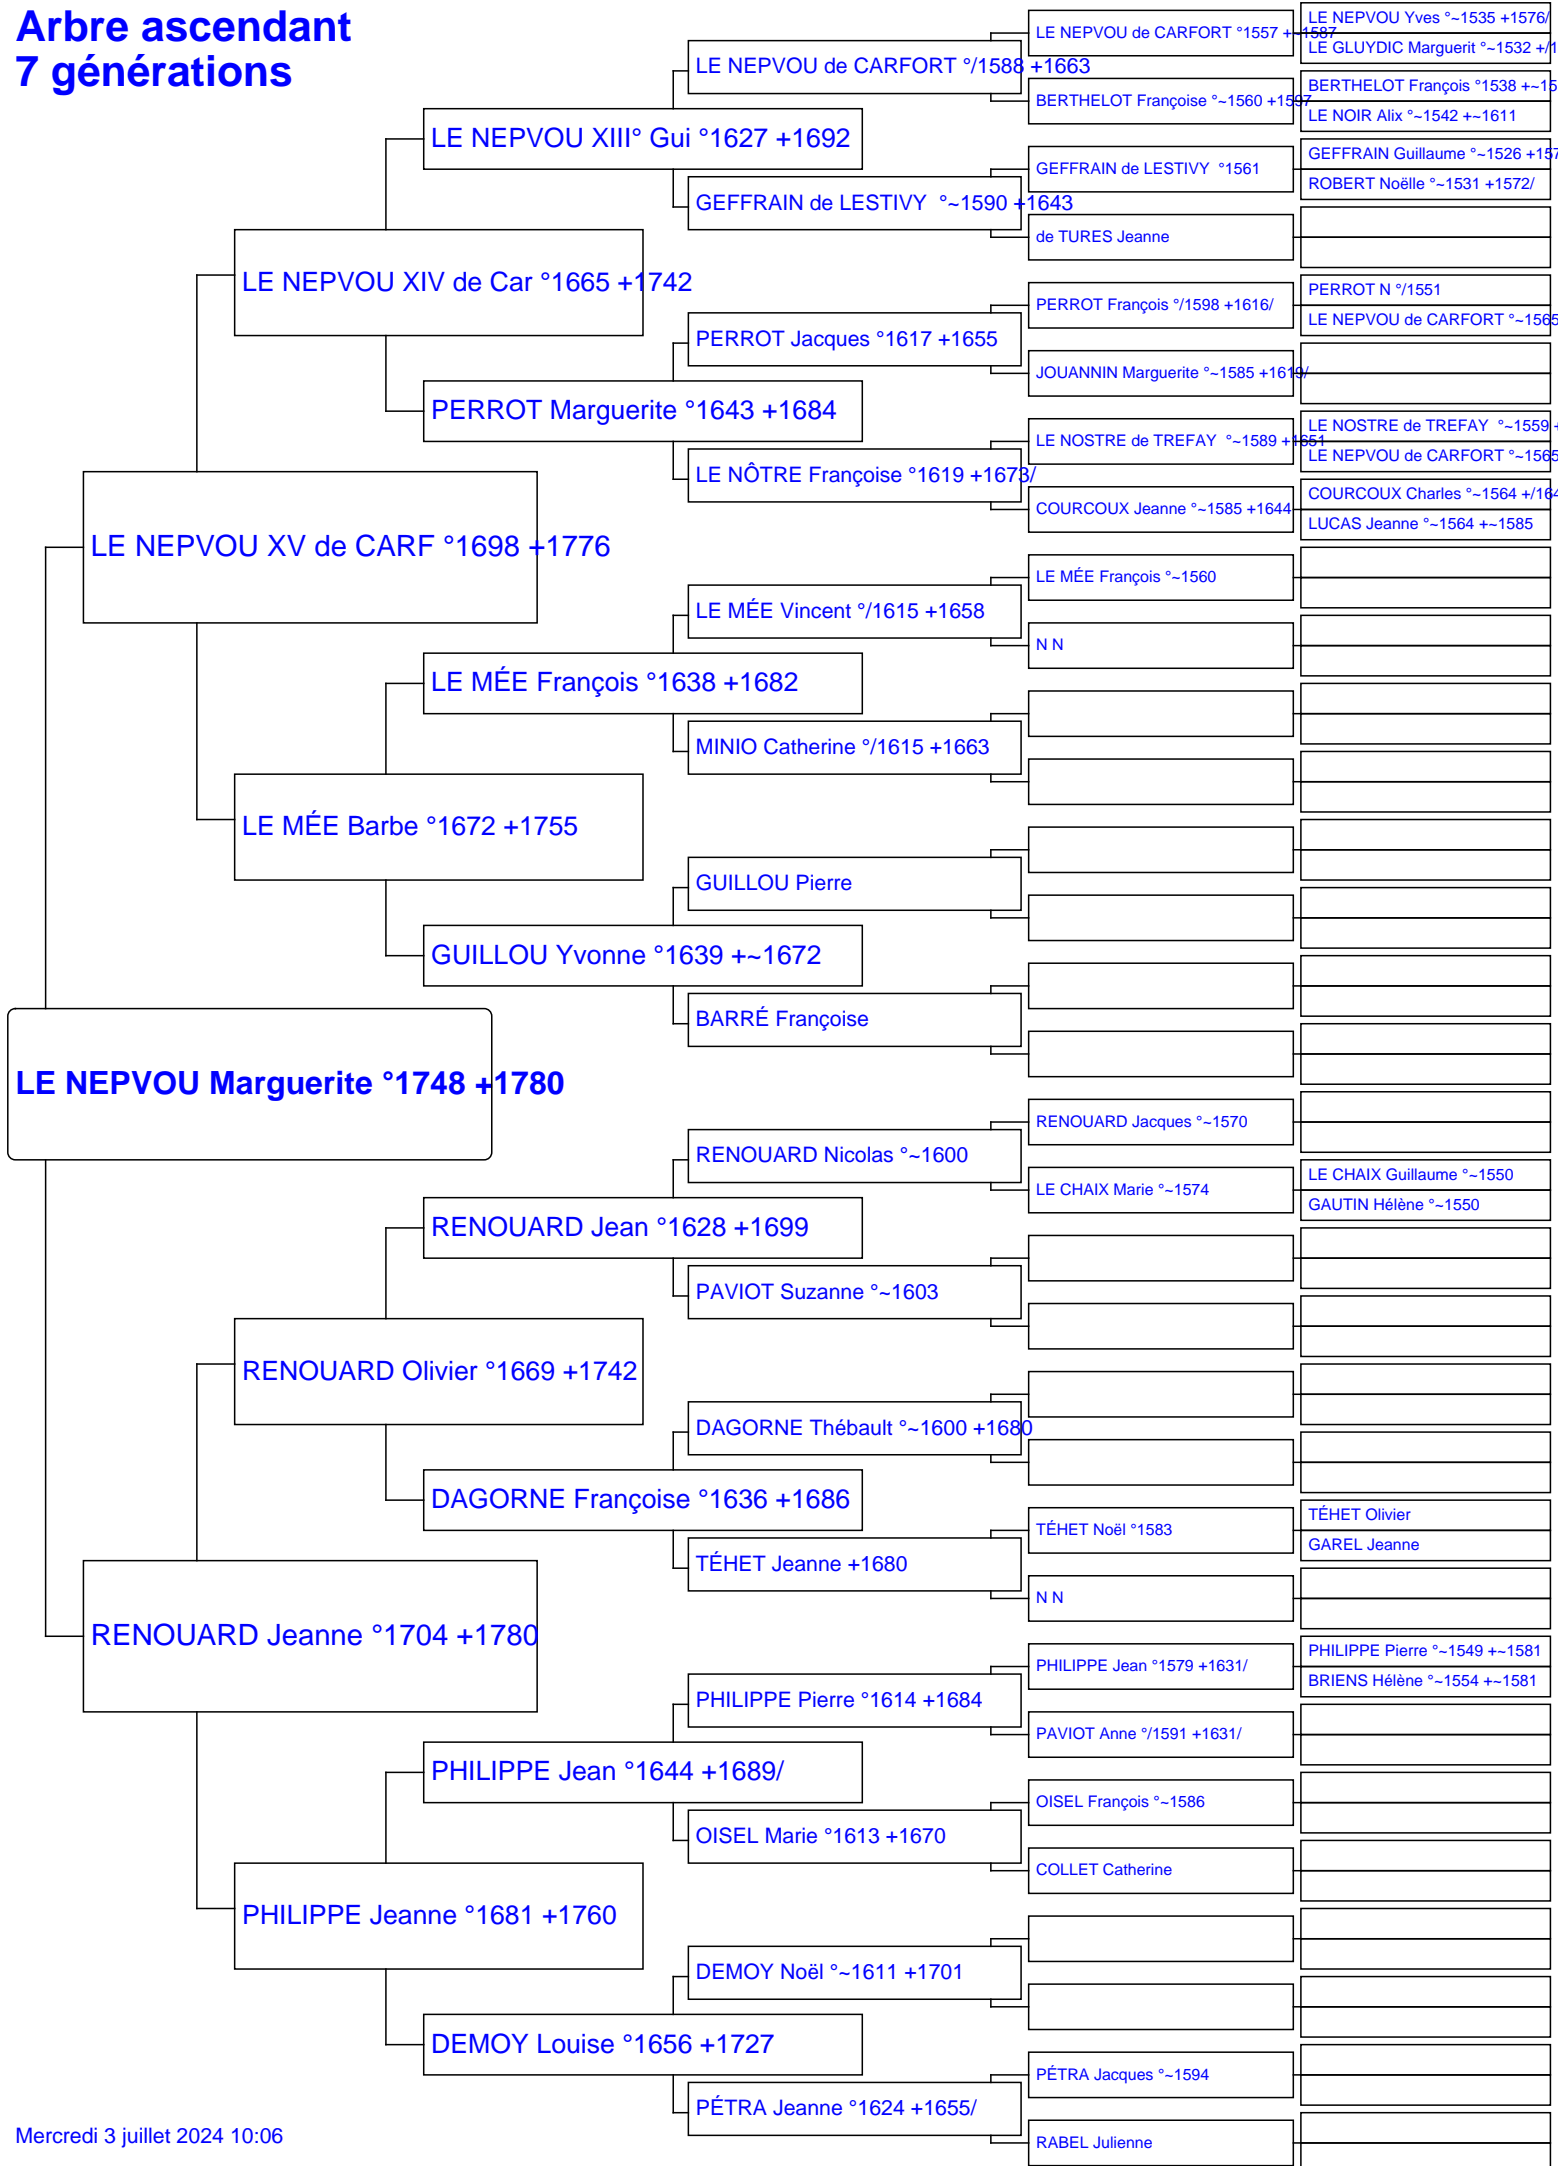 Arbre ascendant
7 générations
LE NEPVOU Marguerite °1748 +1780
LE NEPVOU XV de CARF °1698 +1776
RENOUARD Jeanne °1704 +1780
LE NEPVOU XIV de Car °1665 +1742
LE MÉE Barbe °1672 +1755
RENOUARD Olivier °1669 +1742
PHILIPPE Jeanne °1681 +1760
LE NEPVOU XIII° Gui °1627 +1692
PERROT Marguerite °1643 +1684
LE MÉE François °1638 +1682
GUILLOU Yvonne °1639 +~1672
RENOUARD Jean °1628 +1699
DAGORNE Françoise °1636 +1686
PHILIPPE Jean °1644 +1689/
DEMOY Louise °1656 +1727
LE NEPVOU de CARFORT °/1588 +1663
GEFFRAIN de LESTIVY °~1590 +1643
PERROT Jacques °1617 +1655
LE NÔTRE Françoise °1619 +1673/
LE MÉE Vincent °/1615 +1658
MINIO Catherine °/1615 +1663
GUILLOU Pierre
BARRÉ Françoise
RENOUARD Nicolas °~1600
PAVIOT Suzanne °~1603
DAGORNE Thébault °~1600 +1680
TÉHET Jeanne +1680
PHILIPPE Pierre °1614 +1684
OISEL Marie °1613 +1670
DEMOY Noël °~1611 +1701
PÉTRA Jeanne °1624 +1655/
LE NEPVOU de CARFORT °1557 +~1587
BERTHELOT Françoise °~1560 +1597
GEFFRAIN de LESTIVY °1561
de TURES Jeanne
PERROT François °/1598 +1616/
JOUANNIN Marguerite °~1585 +1619/
LE NOSTRE de TREFAY °~1589 +1651
COURCOUX Jeanne °~1585 +1644
LE MÉE François °~1560
N N
RENOUARD Jacques °~1570
LE CHAIX Marie °~1574
TÉHET Noël °1583
N N
PHILIPPE Jean °1579 +1631/
PAVIOT Anne °/1591 +1631/
OISEL François °~1586
COLLET Catherine
PÉTRA Jacques °~1594
RABEL Julienne
LE NEPVOU Yves °~1535 +1576/
LE GLUYDIC Marguerit °~1532 +/1
BERTHELOT François °1538 +~15
LE NOIR Alix °~1542 +~1611
GEFFRAIN Guillaume °~1526 +157
ROBERT Noëlle °~1531 +1572/
PERROT N °/1551
LE NEPVOU de CARFORT °~1565
LE NOSTRE de TREFAY °~1559 +
LE NEPVOU de CARFORT °~1565
COURCOUX Charles °~1564 +/164
LUCAS Jeanne °~1564 +~1585
LE CHAIX Guillaume °~1550
GAUTIN Hélène °~1550
TÉHET Olivier
GAREL Jeanne
PHILIPPE Pierre °~1549 +~1581
BRIENS Hélène °~1554 +~1581
Mercredi 3 juillet 2024 10:06